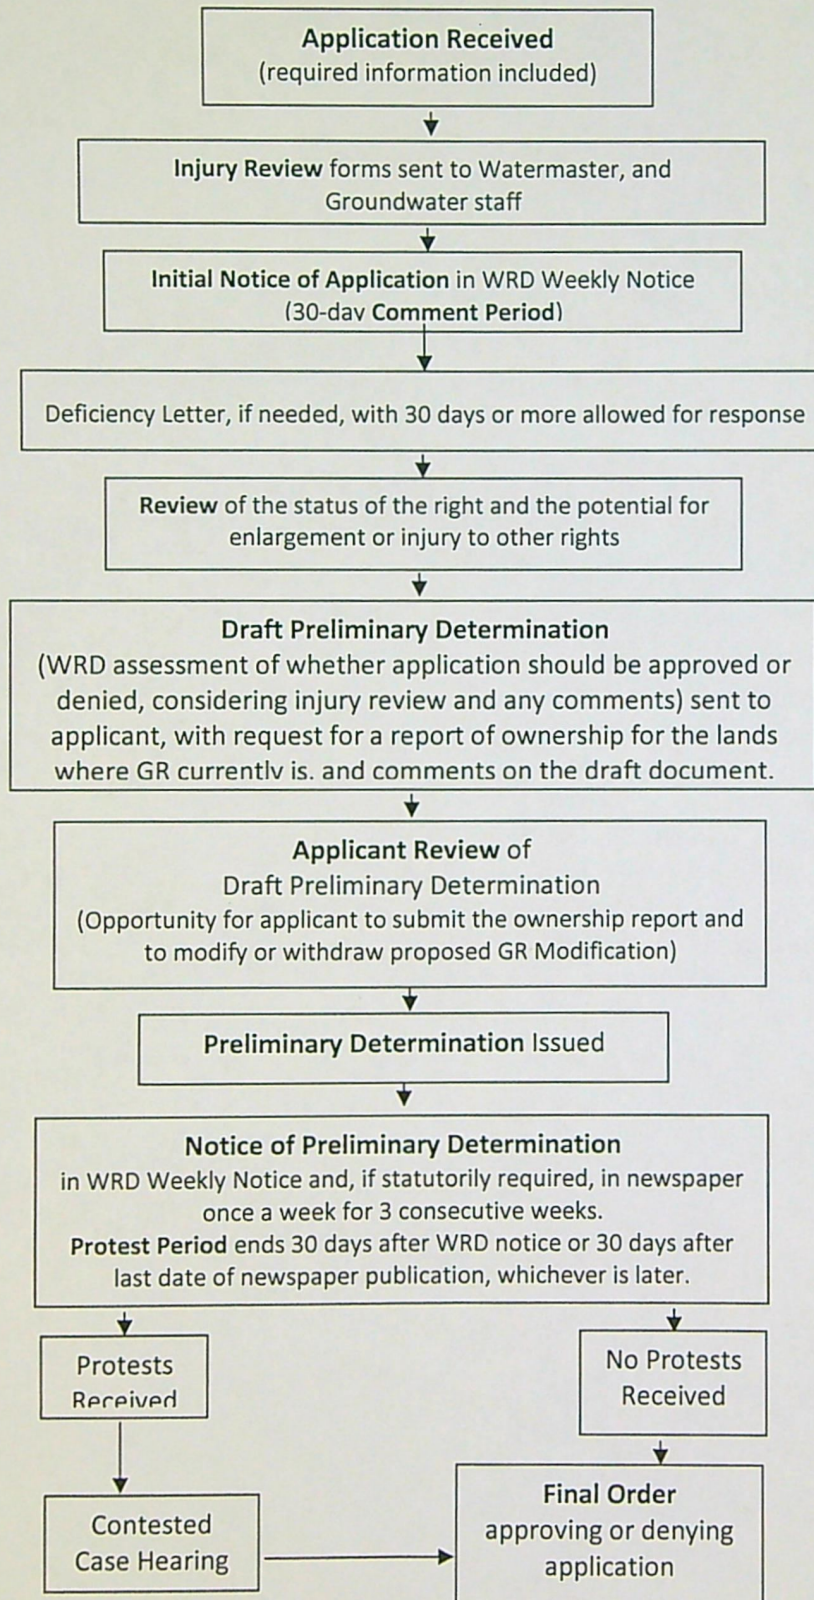 Application Received
(required information included)
Injury Review forms sent to Watermaster, and
Groundwater staff
Initial Notice of Application in WRD Weekly Notice
(30-day Comment Period)
Deficiency Letter, if needed, with 30 days or more allowed for response
Review of the status of the right and the potential for
enlargement or injury to other rights
Draft Preliminary Determination
(WRD assessment of whether application should be approved or
denied, considering injury review and any comments) sent to
applicant, with request for a report of ownership for the lands
where GR currently is. and comments on the draft document.
Applicant Review of
Draft Preliminary Determination
(Opportunity for applicant to submit the ownership report and
to modify or withdraw proposed GR Modification)
Preliminary Determination Issued
Notice of Preliminary Determination
in WRD Weekly Notice and, if statutorily required, in newspaper
once a week for 3 consecutive weeks.
Protest Period ends 30 days after WRD notice or 30 days after
last date of newspaper publication, whichever is later.
Protests
Received
No Protests
Received
Contested
Case Hearing
Final Order
approving or denying
application